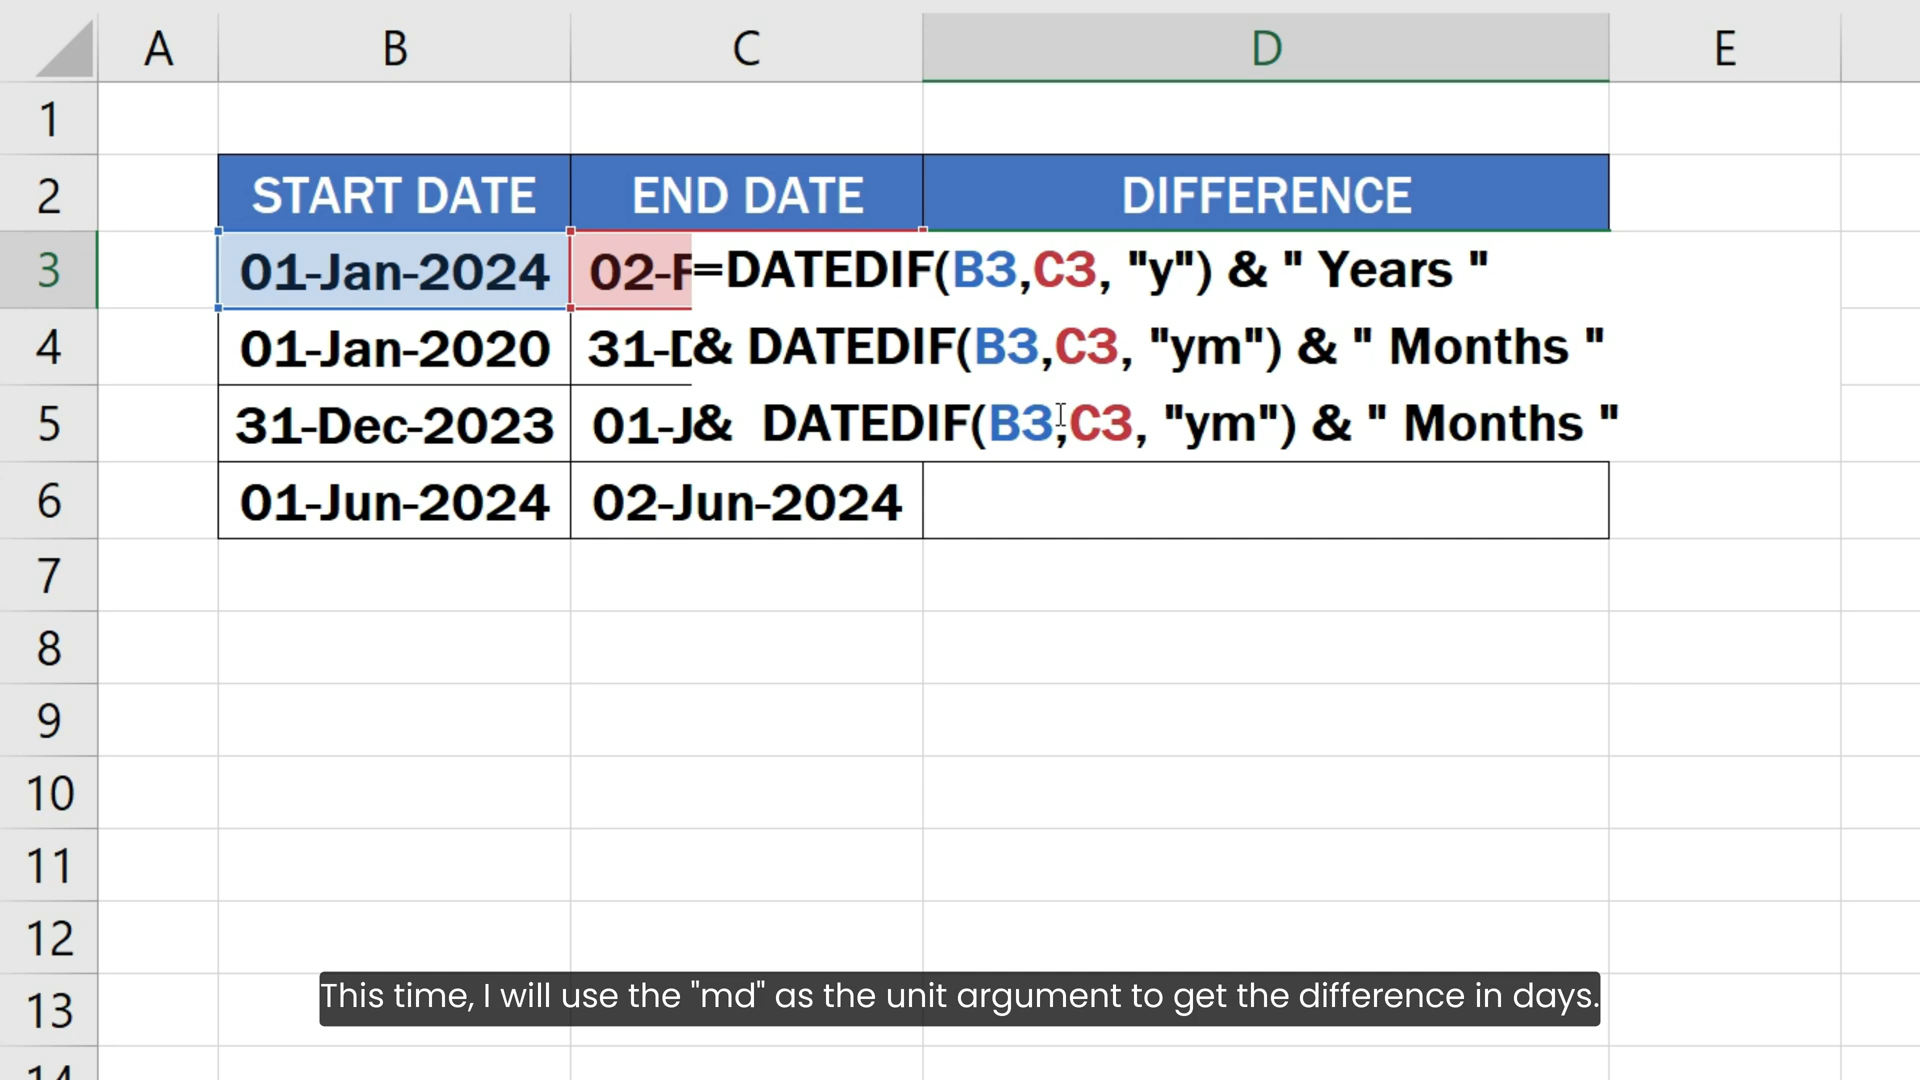 A B C D E
1
2 START DATE END DATE DIFFERENCE
3 01-Jan-2024 02-F =DATEDIF(B3,C3, "y") & " Years "
4 01-Jan-2020 31-D & DATEDIF(B3,C3, "ym") & " Months "
5 31-Dec-2023 01-J &  DATEDIF(B3,C3, "ym") & " Months "
6 01-Jun-2024 02-Jun-2024
7
8
9
10
11
12
13
14
This time, I will use the "md" as the unit argument to get the difference in days.